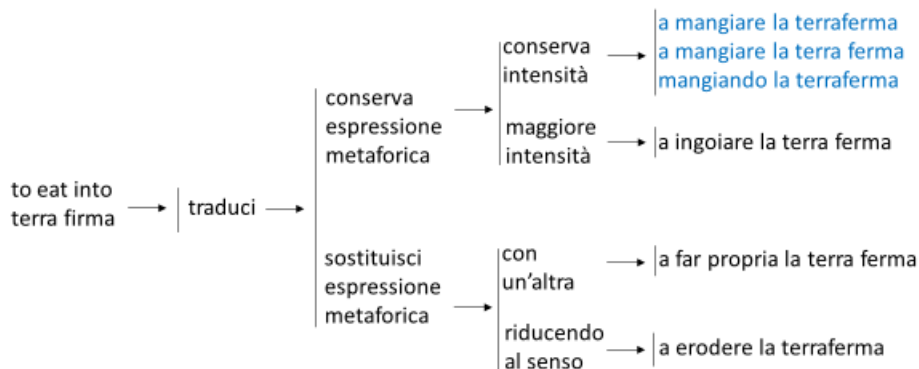 to eat into
terra firma
traduci
conserva
espressione
metaforica
conserva
intensità
a mangiare la terraferma
a mangiare la terra ferma
mangiando la terraferma
maggiore
intensità
a ingoiare la terra ferma
sostituisci
espressione
metaforica
con
un'altra
a far propria la terra ferma
riducendo
al senso
a erodere la terraferma